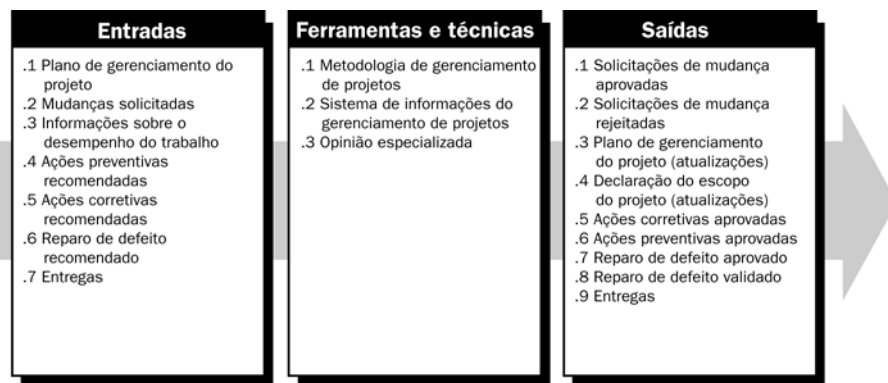 Entradas
.1 Plano de gerenciamento do
projeto
.2 Mudanças solicitadas
.3 Informações sobre o
desempenho do trabalho
.4 Ações preventivas
recomendadas
.5 Ações corretivas
recomendadas
.6 Reparo de defeito
recomendado
.7 Entregas
Ferramentas e técnicas
.1 Metodologia de gerenciamento
de projetos
.2 Sistema de informações do
gerenciamento de projetos
.3 Opinião especializada
Saídas
.1 Solicitações de mudança
aprovadas
.2 Solicitações de mudança
rejeitadas
.3 Plano de gerenciamento
do projeto (atualizações)
.4 Declaração do escopo
do projeto (atualizações)
.5 Ações corretivas aprovadas
.6 Ações preventivas aprovadas
.7 Reparo de defeito aprovado
.8 Reparo de defeito validado
.9 Entregas